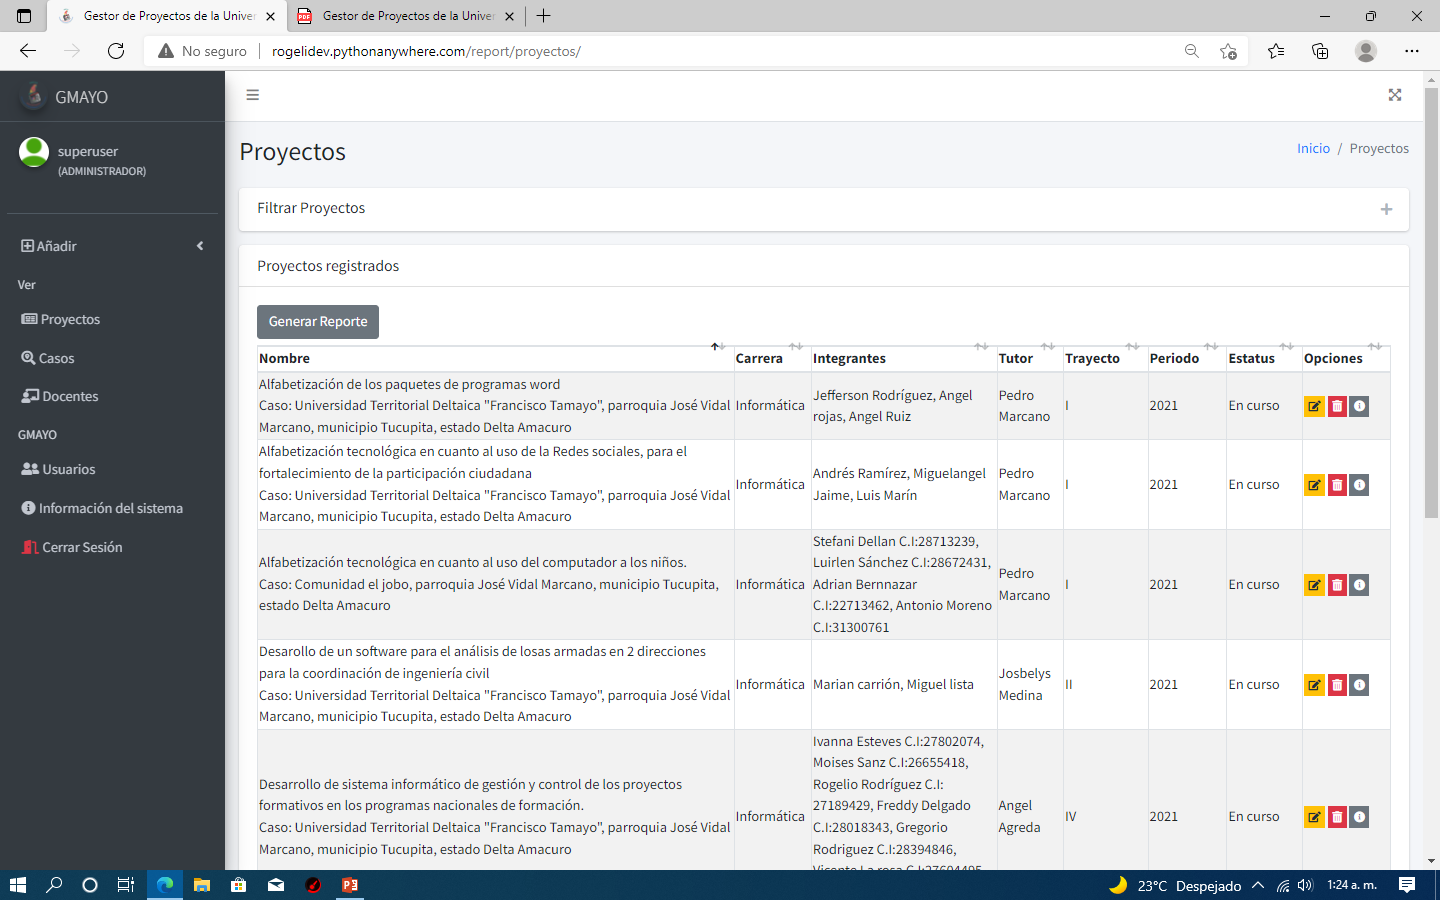 Gestor de Proyectos de la Univer
Gestor de Proyectos de la Univer
No seguro
rogelidev.pythonanywhere.com/report/proyectos/
GMAYO
superuser
(ADMINISTRADOR)
Añadir
Ver
Proyectos
Casos
Docentes
GMAYO
Usuarios
Información del sistema
Cerrar Sesión
Proyectos
Inicio / Proyectos
Filtrar Proyectos
Proyectos registrados
Generar Reporte
Nombre Carrera Integrantes Tutor Trayecto Periodo Estatus Opciones
Alfabetización de los paquetes de programas word
Caso: Universidad Territorial Deltaica "Francisco Tamayo", parroquia José Vidal
Marcano, municipio Tucupita, estado Delta Amacuro
Informática
Jefferson Rodríguez, Angel
rojas, Angel Ruiz
Pedro
Marcano
I
2021
En curso
Alfabetización tecnológica en cuanto al uso de la Redes sociales, para el
fortalecimiento de la participación ciudadana
Caso: Universidad Territorial Deltaica "Francisco Tamayo", parroquia José Vidal
Marcano, municipio Tucupita, estado Delta Amacuro
Informática
Andrés Ramírez, Miguelangel
Jaime, Luis Marín
Pedro
Marcano
I
2021
En curso
Alfabetización tecnológica en cuanto al uso del computador a los niños.
Caso: Comunidad el jobo, parroquia José Vidal Marcano, municipio Tucupita,
estado Delta Amacuro
Informática
Stefani Dellan C.I:28713239,
Luirlen Sánchez C.I:28672431,
Adrian Bernnazar
C.I:22713462, Antonio Moreno
C.I:31300761
Pedro
Marcano
I
2021
En curso
Desarollo de un software para el análisis de losas armadas en 2 direcciones
para la coordinación de ingeniería civil
Caso: Universidad Territorial Deltaica "Francisco Tamayo", parroquia José Vidal
Marcano, municipio Tucupita, estado Delta Amacuro
Informática
Marian carrión, Miguel lista
Josbelys
Medina
II
2021
En curso
Desarrollo de sistema informático de gestión y control de los proyectos
formativos en los programas nacionales de formación.
Caso: Universidad Territorial Deltaica "Francisco Tamayo", parroquia José Vidal
Marcano, municipio Tucupita, estado Delta Amacuro
Informática
Ivanna Esteves C.I:27802074,
Moises Sanz C.I:26655418,
Rogelio Rodríguez C.I:
27189429, Freddy Delgado
C.I:28018343, Gregorio
Rodriguez C.I:28394846,
Angel
Agreda
IV
2021
En curso
23°C Despejado
1:24 a. m.